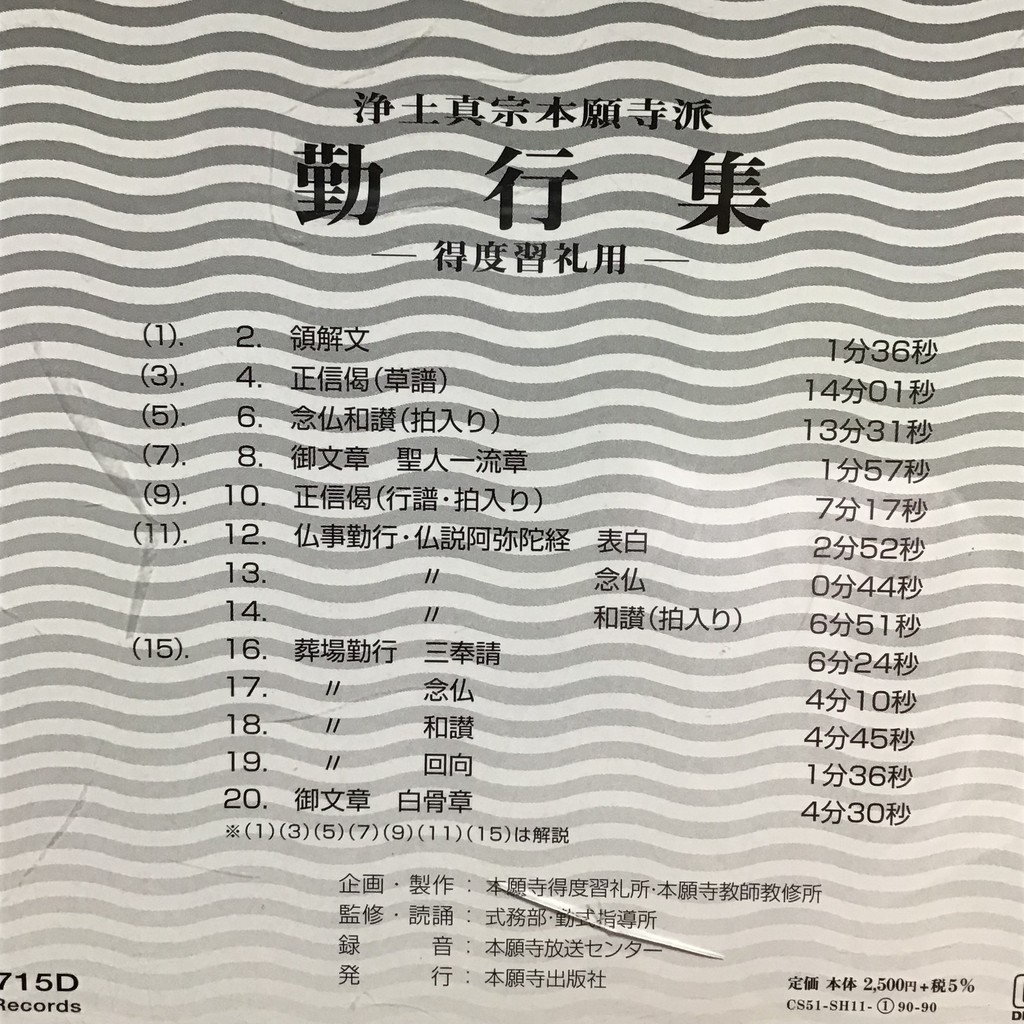 浄土真宗本願寺派
勤行集
― 得度習礼用 ―
(1). 2. 領解文 1分36秒
(3). 4. 正信偈(草譜) 14分01秒
(5). 6. 念仏和讃(拍入り) 13分31秒
(7). 8. 御文章 聖人一流章 1分57秒
(9). 10. 正信偈(行譜・拍入り) 7分17秒
(11). 12. 仏事勤行・仏説阿弥陀経 表白 2分52秒
13. 〃 念仏 0分44秒
14. 〃 和讃(拍入り) 6分51秒
(15). 16. 葬場勤行 三奉請 6分24秒
17. 〃 念仏 4分10秒
18. 〃 和讃 4分45秒
19. 〃 回向 1分36秒
20. 御文章 白骨章 4分30秒
※(1)(3)(5)(7)(9)(11)(15)は解説
企画・製作：本願寺得度習礼所・本願寺教師教修所
監修・読誦：式務部・勤式指導所
録音：本願寺放送センター
発行：本願寺出版社
715D
Records
定価 本体 2,500円+税5%
CS51-SH11-①90-90